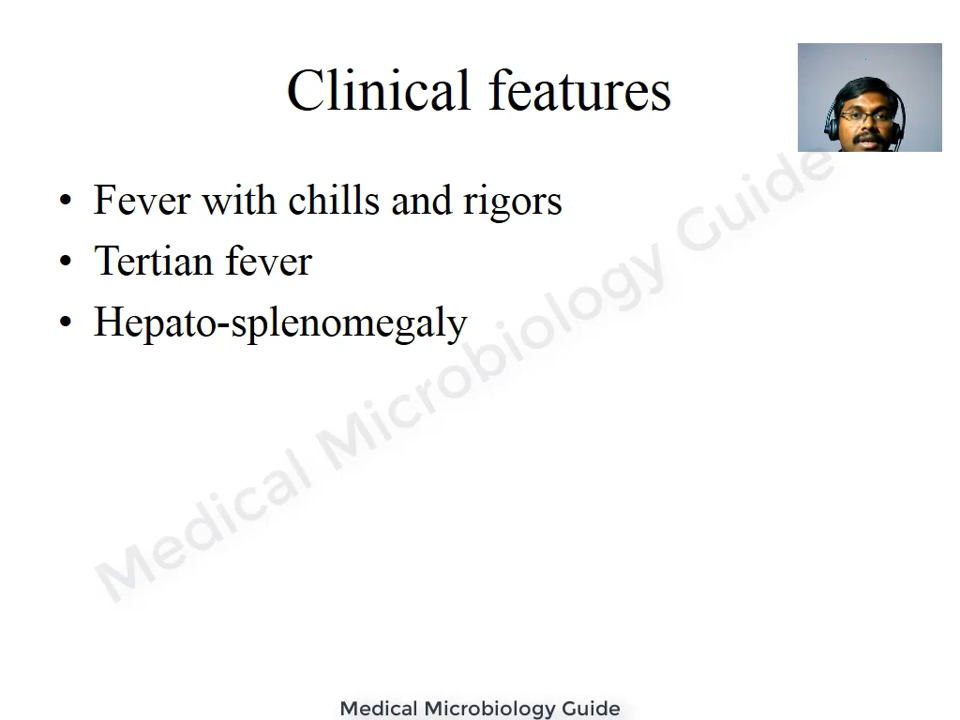 Clinical features
• Fever with chills and rigors
• Tertian fever
• Hepato-splenomegaly
Medical Microbiology Guide
Medical Microbiology Guide